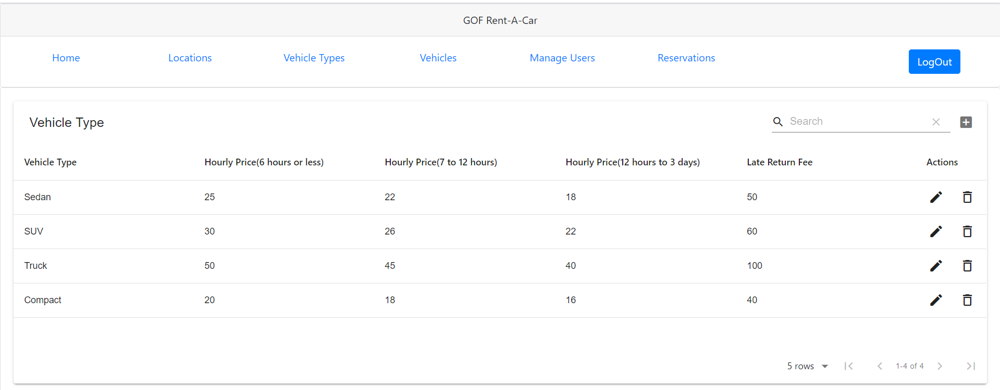 GOF Rent-A-Car
Home Locations Vehicle Types Vehicles Manage Users Reservations LogOut
Vehicle Type Search
Vehicle Type Hourly Price(6 hours or less) Hourly Price(7 to 12 hours) Hourly Price(12 hours to 3 days) Late Return Fee Actions
Sedan 25 22 18 50
SUV 30 26 22 60
Truck 50 45 40 100
Compact 20 18 16 40
5 rows 1-4 of 4